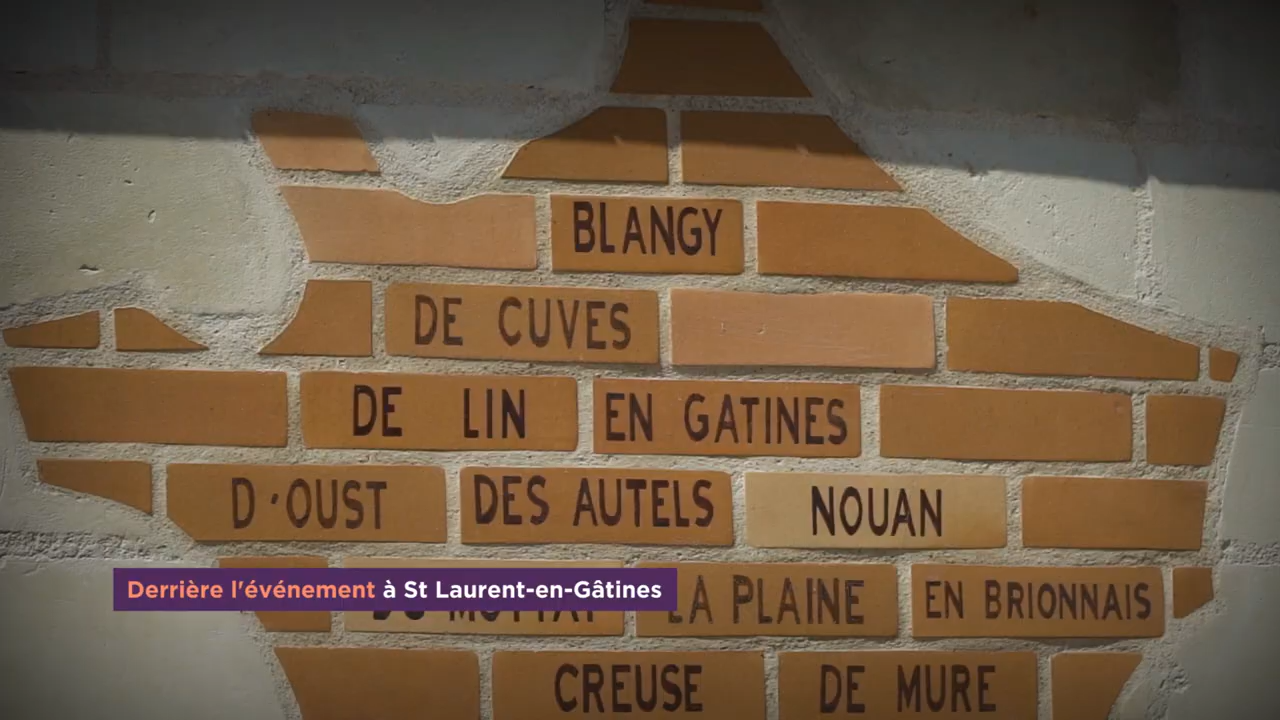 BLANGY
DE CUVES
DE LIN EN GATINES
D'OUST DES AUTELS NOUAN
Derrière l'événement à St Laurent-en-Gâtines
LA PLAINE EN BRIONNAIS
CREUSE DE MURE